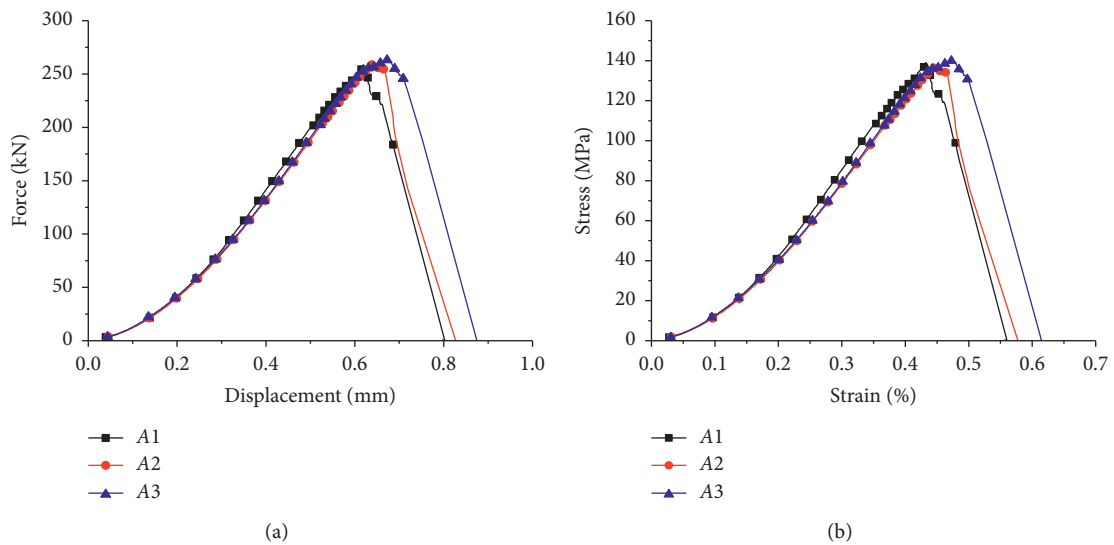 300
250
200
150
100
50
0
Force (kN)
0.0 0.2 0.4 0.6 0.8 1.0
Displacement (mm)
A1
A2
A3
(a)
160
140
120
100
80
60
40
20
0
Stress (MPa)
0.0 0.1 0.2 0.3 0.4 0.5 0.6 0.7
Strain (%)
A1
A2
A3
(b)